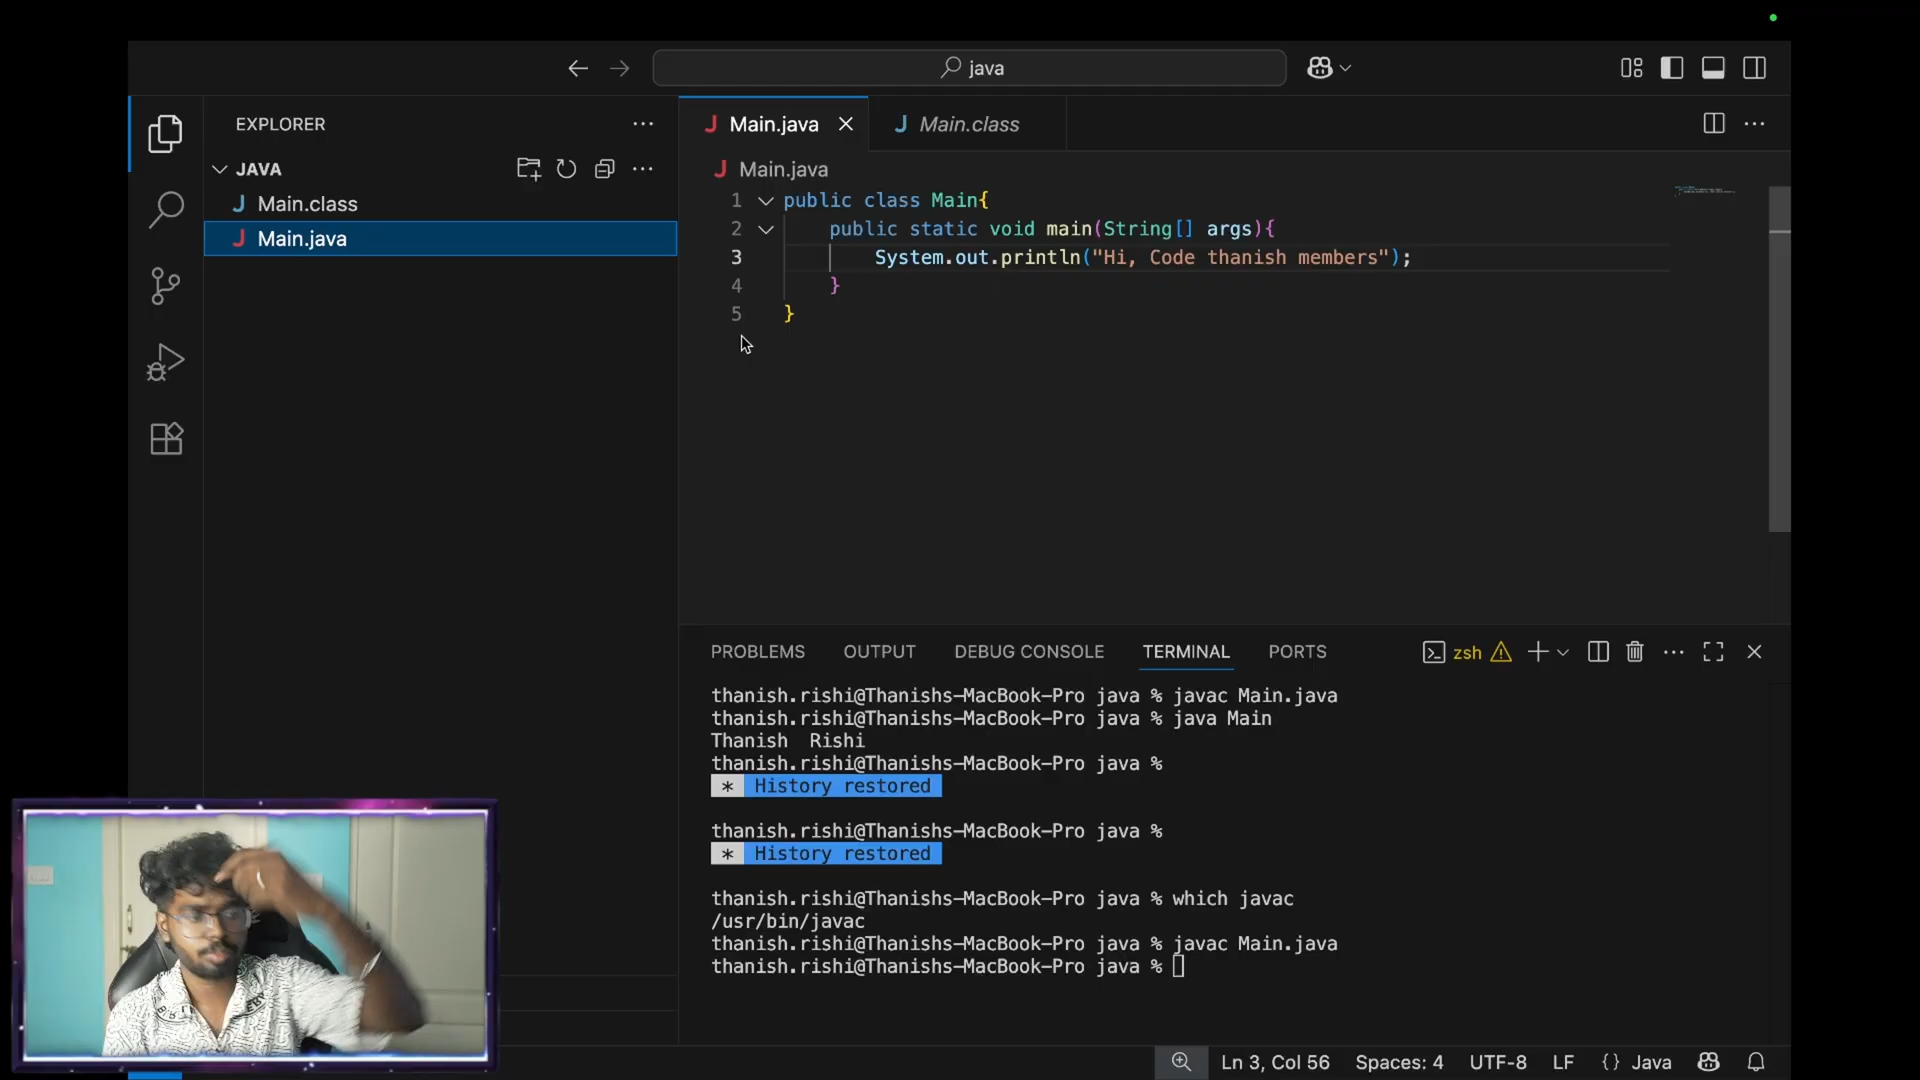 java
EXPLORER
JAVA
Main.class
Main.java
Main.java
Main.class
Main.java
1 public class Main{
2 public static void main(String[] args){
3 System.out.println("Hi, Code thanish members");
4 }
5 }
PROBLEMS OUTPUT DEBUG CONSOLE TERMINAL PORTS zsh
thanish.rishi@Thanishs-MacBook-Pro java % javac Main.java
thanish.rishi@Thanishs-MacBook-Pro java % java Main
Thanish  Rishi
thanish.rishi@Thanishs-MacBook-Pro java %
* History restored
thanish.rishi@Thanishs-MacBook-Pro java %
* History restored
thanish.rishi@Thanishs-MacBook-Pro java % which javac
/usr/bin/javac
thanish.rishi@Thanishs-MacBook-Pro java % javac Main.java
thanish.rishi@Thanishs-MacBook-Pro java %
Ln 3, Col 56 Spaces: 4 UTF-8 LF {} Java